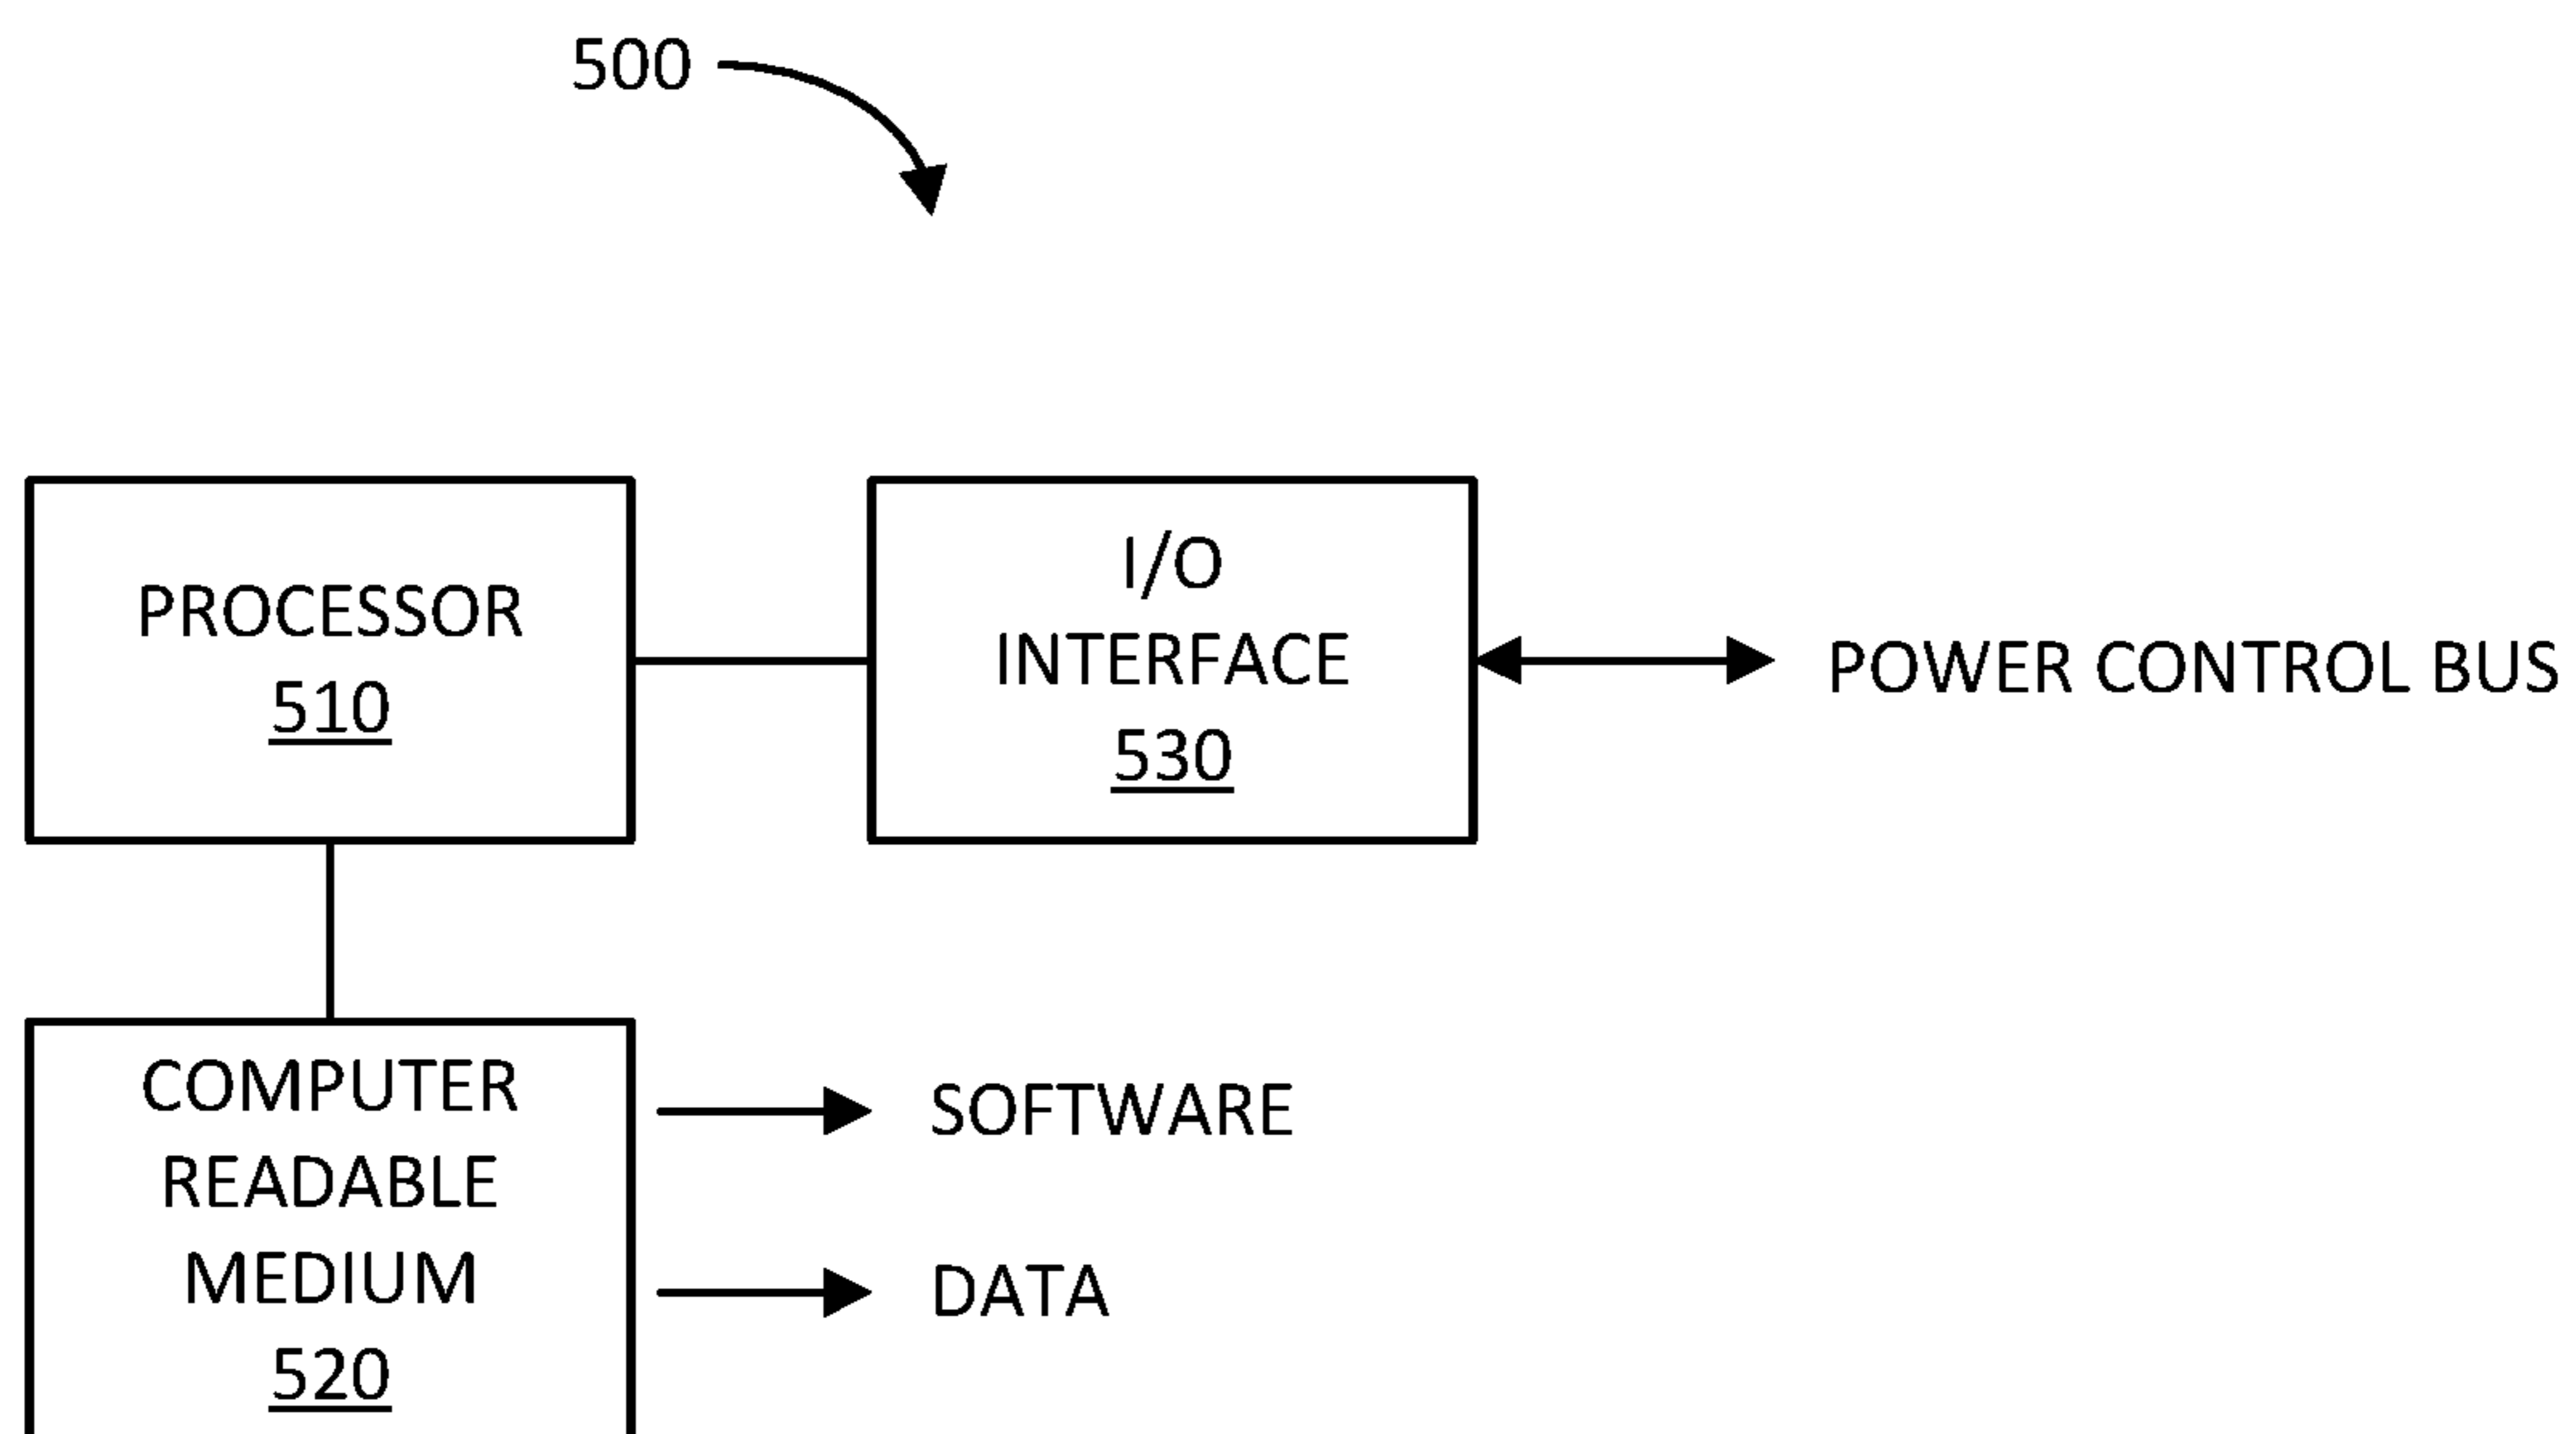 500
PROCESSOR
510
I/O
INTERFACE
530
POWER CONTROL BUS
COMPUTER
READABLE
MEDIUM
520
SOFTWARE
DATA